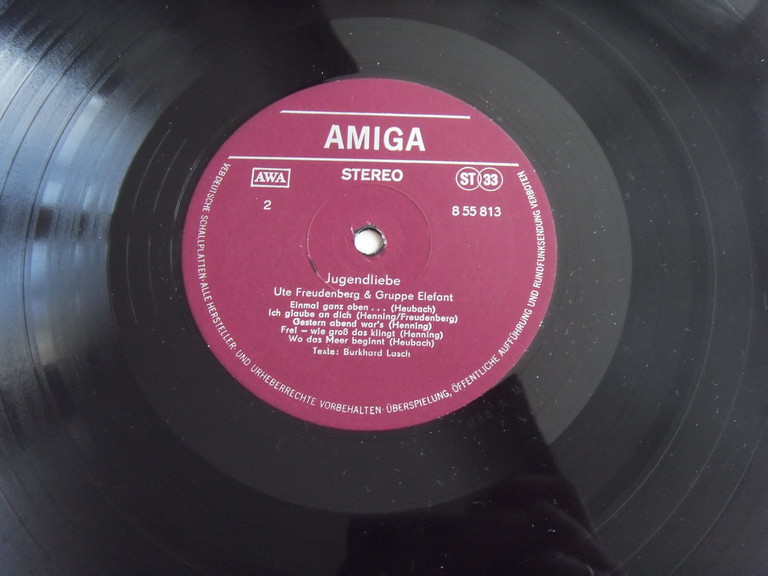 AMIGA
AWA
STEREO
ST 33
2
8 55 813
Jugendliebe
Ute Freudenberg & Gruppe Elefant
Einmal ganz oben . . . (Heubach)
Ich glaube an dich (Henning/Freudenberg)
Gestern abend war's (Henning)
Frei – wie groß das klingt (Henning)
Wo das Meer beginnt (Heubach)
Texte: Burkhard Lasch
VEB DEUTSCHE SCHALLPLATTEN · ALLE HERSTELLER- UND URHEBERRECHTE VORBEHALTEN · ÜBERSPIELUNG, ÖFFENTLICHE AUFFÜHRUNG UND RUNDFUNKSENDUNG VERBOTEN